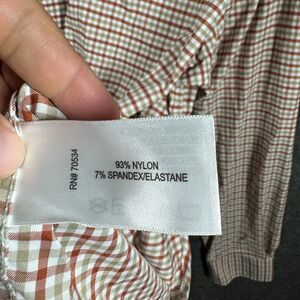 RN# 70534
93% NYLON
7% SPANDEX/ELASTANE